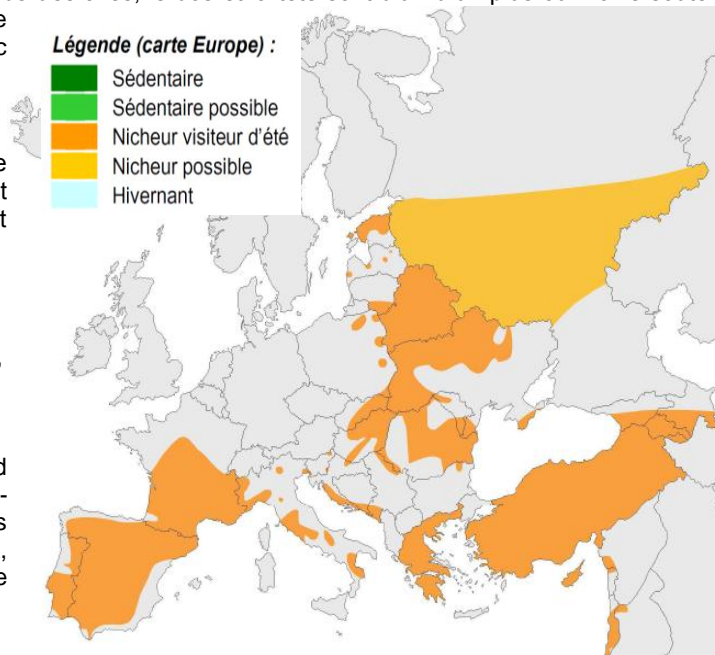 Légende (carte Europe) :
Sédentaire
Sédentaire possible
Nicheur visiteur d'été
Nicheur possible
Hivernant